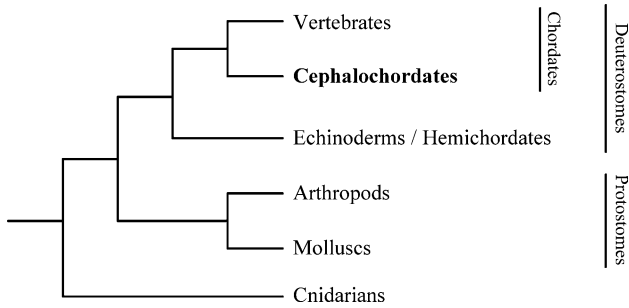 Vertebrates
Cephalochordates
Echinoderms / Hemichordates
Arthropods
Molluscs
Cnidarians
Chordates
Deuterostomes
Protostomes